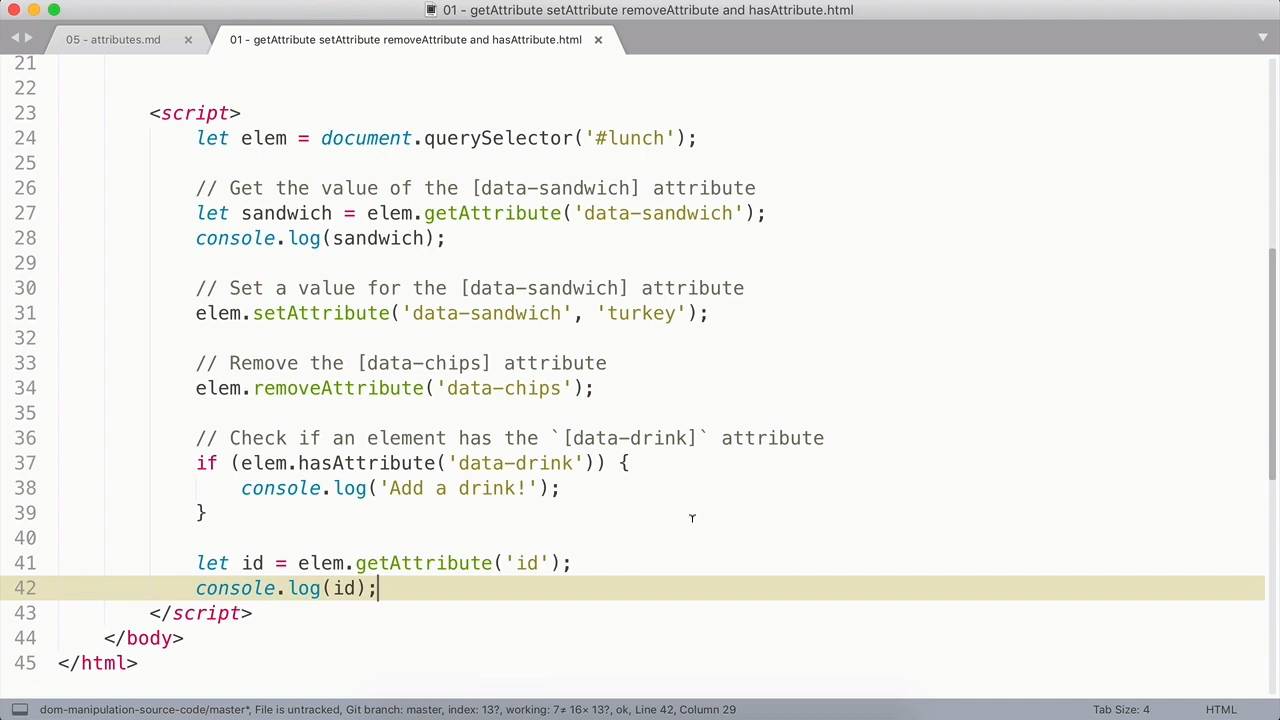 01 - getAttribute setAttribute removeAttribute and hasAttribute.html
05 - attributes.md
01 - getAttribute setAttribute removeAttribute and hasAttribute.html
21
22
23 <script>
24 let elem = document.querySelector('#lunch');
25
26 // Get the value of the [data-sandwich] attribute
27 let sandwich = elem.getAttribute('data-sandwich');
28 console.log(sandwich);
29
30 // Set a value for the [data-sandwich] attribute
31 elem.setAttribute('data-sandwich', 'turkey');
32
33 // Remove the [data-chips] attribute
34 elem.removeAttribute('data-chips');
35
36 // Check if an element has the `[data-drink]` attribute
37 if (elem.hasAttribute('data-drink')) {
38 console.log('Add a drink!');
39 }
40
41 let id = elem.getAttribute('id');
42 console.log(id);
43 </script>
44 </body>
45 </html>
dom-manipulation-source-code/master*, File is untracked, Git branch: master, index: 13?, working: 7≠ 16× 13?, ok, Line 42, Column 29
Tab Size: 4
HTML